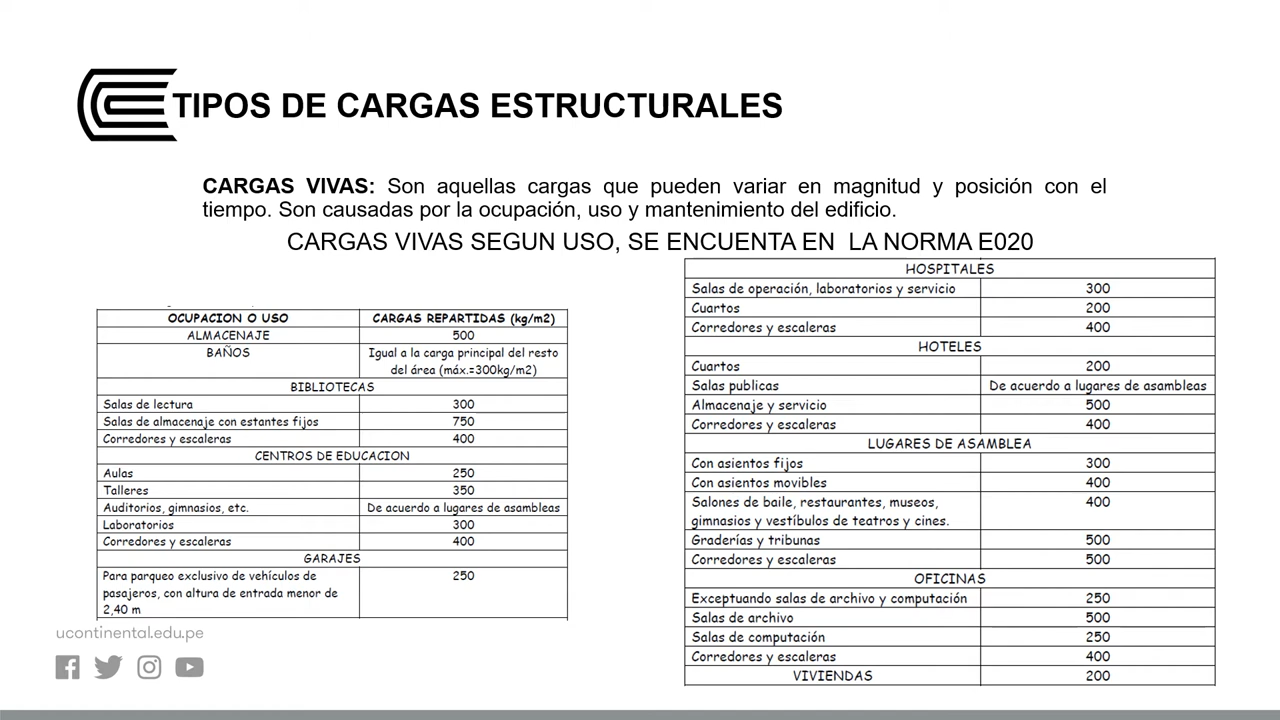 TIPOS DE CARGAS ESTRUCTURALES
CARGAS VIVAS: Son aquellas cargas que pueden variar en magnitud y posición con el
tiempo. Son causadas por la ocupación, uso y mantenimiento del edificio.
CARGAS VIVAS SEGUN USO, SE ENCUENTA EN LA NORMA E020
OCUPACION O USO CARGAS REPARTIDAS (kg/m2)
ALMACENAJE 500
BAÑOS Igual a la carga principal del resto
del área (máx.=300kg/m2)
BIBLIOTECAS
Salas de lectura 300
Salas de almacenaje con estantes fijos 750
Corredores y escaleras 400
CENTROS DE EDUCACION
Aulas 250
Talleres 350
Auditorios, gimnasios, etc. De acuerdo a lugares de asambleas
Laboratorios 300
Corredores y escaleras 400
GARAJES
Para parqueo exclusivo de vehículos de 250
pasajeros, con altura de entrada menor de
2,40 m
HOSPITALES
Salas de operación, laboratorios y servicio 300
Cuartos 200
Corredores y escaleras 400
HOTELES
Cuartos 200
Salas publicas De acuerdo a lugares de asambleas
Almacenaje y servicio 500
Corredores y escaleras 400
LUGARES DE ASAMBLEA
Con asientos fijos 300
Con asientos movibles 400
Salones de baile, restaurantes, museos, 400
gimnasios y vestíbulos de teatros y cines.
Graderías y tribunas 500
Corredores y escaleras 500
OFICINAS
Exceptuando salas de archivo y computación 250
Salas de archivo 500
Salas de computación 250
Corredores y escaleras 400
VIVIENDAS 200
ucontinental.edu.pe